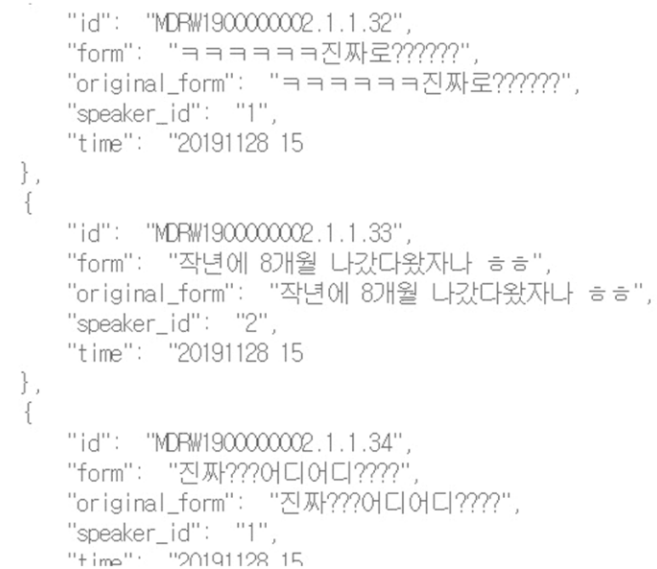 "id": "MDRW1900000002.1.1.32",
"form": "ㅋㅋㅋㅋㅋㅋ진짜로??????",
"original_form": "ㅋㅋㅋㅋㅋㅋ진짜로??????",
"speaker_id": "1",
"time": "20191128 15
},
{
"id": "MDRW1900000002.1.1.33",
"form": "작년에 8개월 나갔다왔자나 ㅎㅎ",
"original_form": "작년에 8개월 나갔다왔자나 ㅎㅎ",
"speaker_id": "2",
"time": "20191128 15
},
{
"id": "MDRW1900000002.1.1.34",
"form": "진짜???어디어디????",
"original_form": "진짜???어디어디????",
"speaker_id": "1",
"time": "20191128 15